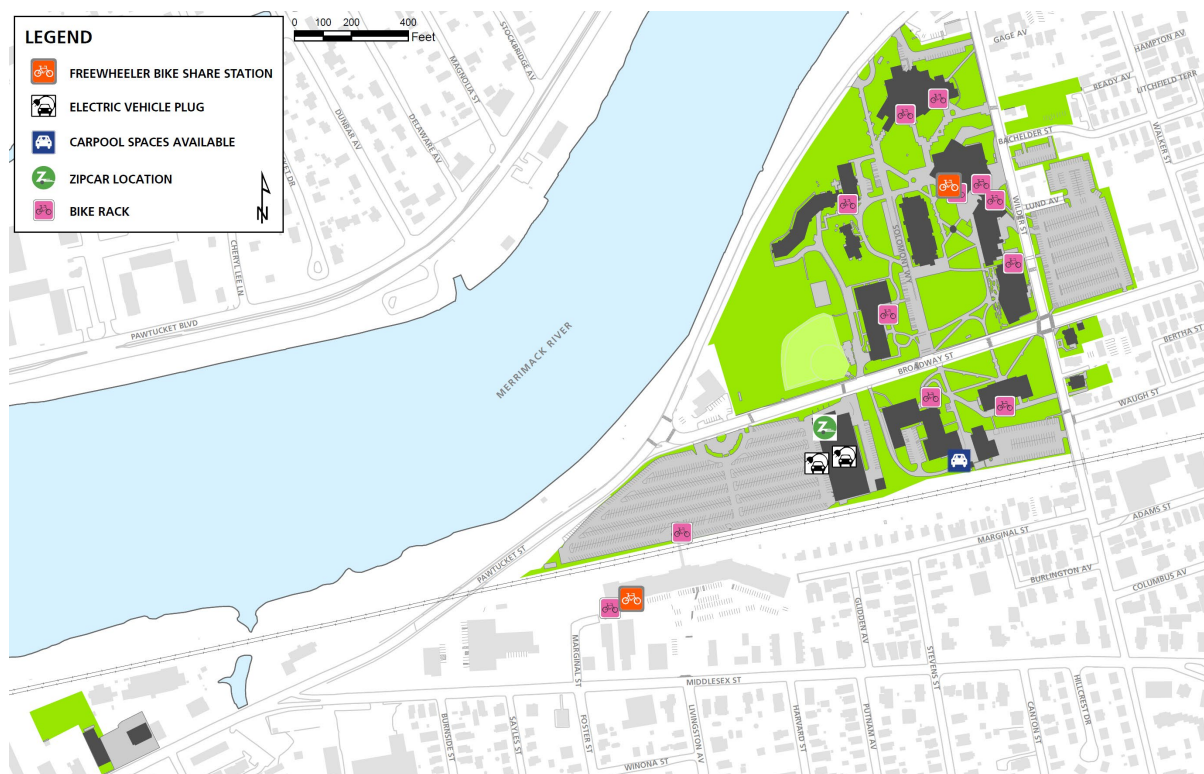 LEGEND
FREEWHEELER BIKE SHARE STATION
ELECTRIC VEHICLE PLUG
CARPOOL SPACES AVAILABLE
Z
ZIPCAR LOCATION
BIKE RACK
N
0 100 200 400
Feet
STOCKBRIDGE AV
MAGNOLIA ST
DUNBAR AV
DELAWARE AV
CHERYL LEE LN
PAWTUCKET BLVD
MERRIMACK RIVER
GAGE AV
HAMPTON AV
READY AV
BACHELDER ST
WALKER ST
WILDER ST
LUND AV
SOLOMONT WY
BROADWAY ST
WAUGH ST
Z
PAWTUCKET ST
MARGINAL ST
ADAMS ST
BURLINGTON AV
COLUMBUS AV
GLIDDEN AV
STEVENS ST
MARGINAL ST
MIDDLESEX ST
BURNSIDE ST
SAYLES ST
FOSTER ST
LIVINGSTON AV
HARVARD ST
PUTNAM AV
CANTON ST
HILLCREST DR
WINONA ST